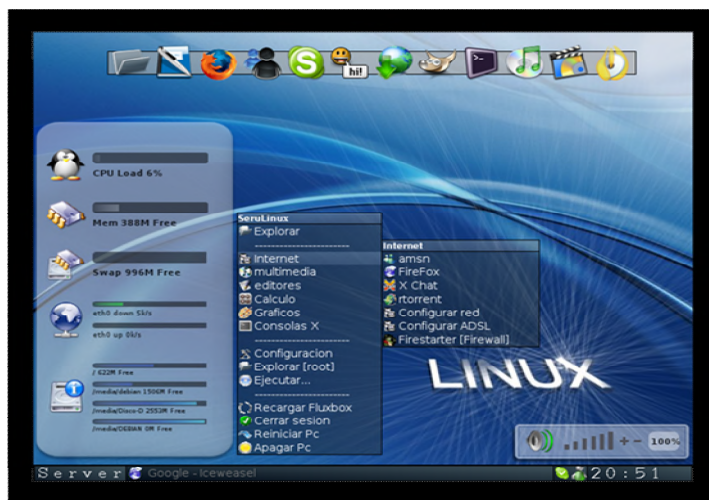 hi!
CPU Load 6%
Mem 388M Free
Swap 996M Free
eth0 down 5k/s
eth0 up 0k/s
/ 622M Free
/media/debian 1506M Free
/media/Disco-D 2553M Free
/media/DEBIAN 0M Free
SeruLinux
Explorar
Internet
multimedia
editores
Calculo
Graficos
Consolas X
Configuracion
Explorar [root]
Ejecutar...
Recargar Fluxbox
Cerrar sesion
Reiniciar Pc
Apagar Pc
Internet
amsn
FireFox
X Chat
rtorrent
Configurar red
Configurar ADSL
Firestarter [Firewall]
LINUX
+ - 100%
Server Google - Iceweasel 20:51